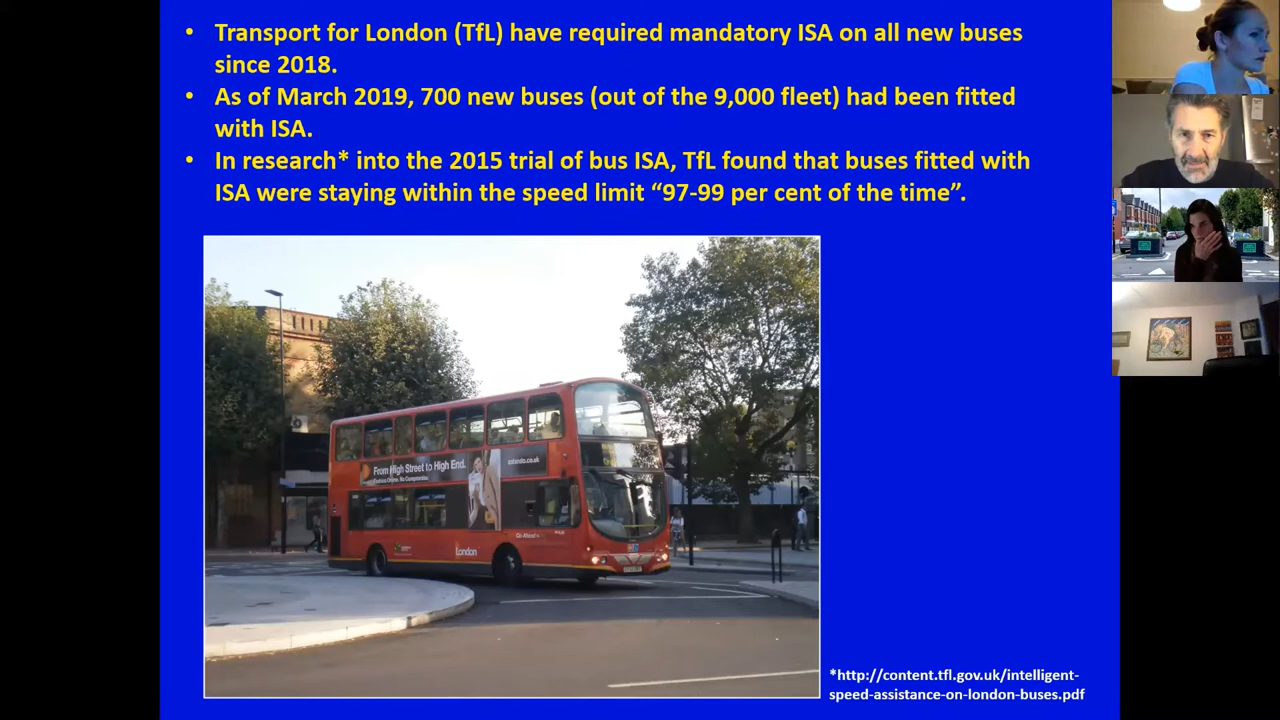 • Transport for London (TfL) have required mandatory ISA on all new buses
since 2018.
• As of March 2019, 700 new buses (out of the 9,000 fleet) had been fitted
with ISA.
• In research* into the 2015 trial of bus ISA, TfL found that buses fitted with
ISA were staying within the speed limit “97-99 per cent of the time”.
From High Street to High End.
London
*http://content.tfl.gov.uk/intelligent-
speed-assistance-on-london-buses.pdf